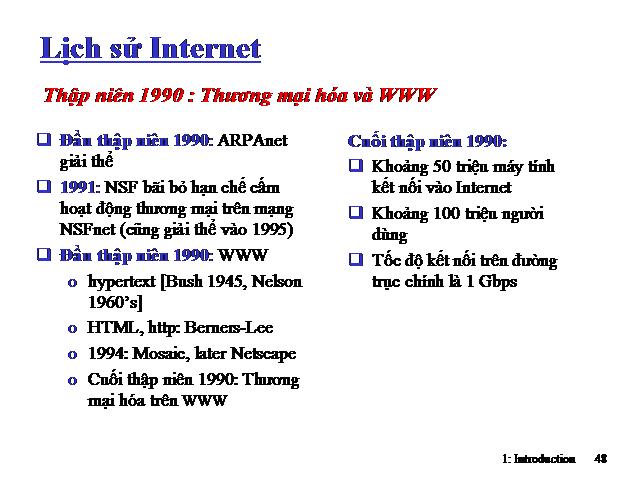 Lịch sử Internet
Thập niên 1990 : Thương mại hóa và WWW
❑ Đầu thập niên 1990: ARPAnet
giải thể
❑ 1991: NSF bãi bỏ hạn chế cấm
hoạt động thương mại trên mạng
NSFnet (cũng giải thể vào 1995)
❑ Đầu thập niên 1990: WWW
o hypertext [Bush 1945, Nelson
1960's]
o HTML, http: Berners-Lee
o 1994: Mosaic, later Netscape
o Cuối thập niên 1990: Thương
mại hóa trên WWW
Cuối thập niên 1990:
❑ Khoảng 50 triệu máy tính
kết nối vào Internet
❑ Khoảng 100 triệu người
dùng
❑ Tốc độ kết nối trên đường
trục chính là 1 Gbps
1: Introduction 48